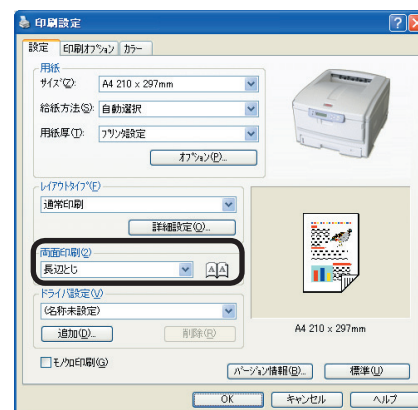 印刷設定
設定 印刷オプション カラー
用紙
サイズ(Z): A4 210 x 297mm
給紙方法(S): 自動選択
用紙厚(T): プリンタ設定
オプション(P)...
レイアウトタイプ(F)
通常印刷
詳細設定(O)...
両面印刷(2)
長辺とじ
ドライバ設定(V)
(名称未設定)
追加(D)... 削除(R)
A4 210 x 297mm
モノクロ印刷(G)
バージョン情報(B)... 標準(U)
OK キャンセル ヘルプ